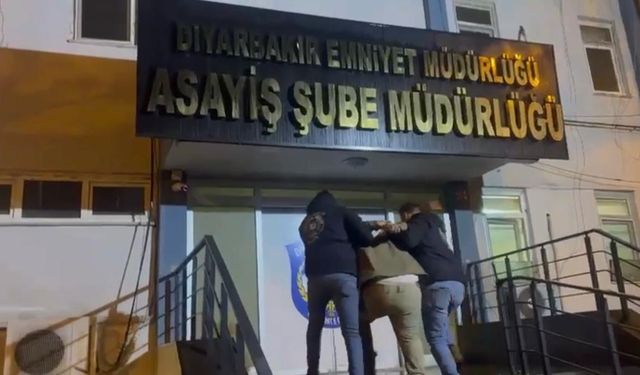 DİYARBAKIR EMNİYET MÜDÜRLÜĞÜ
ASAYİŞ ŞUBE MÜDÜRLÜĞÜ